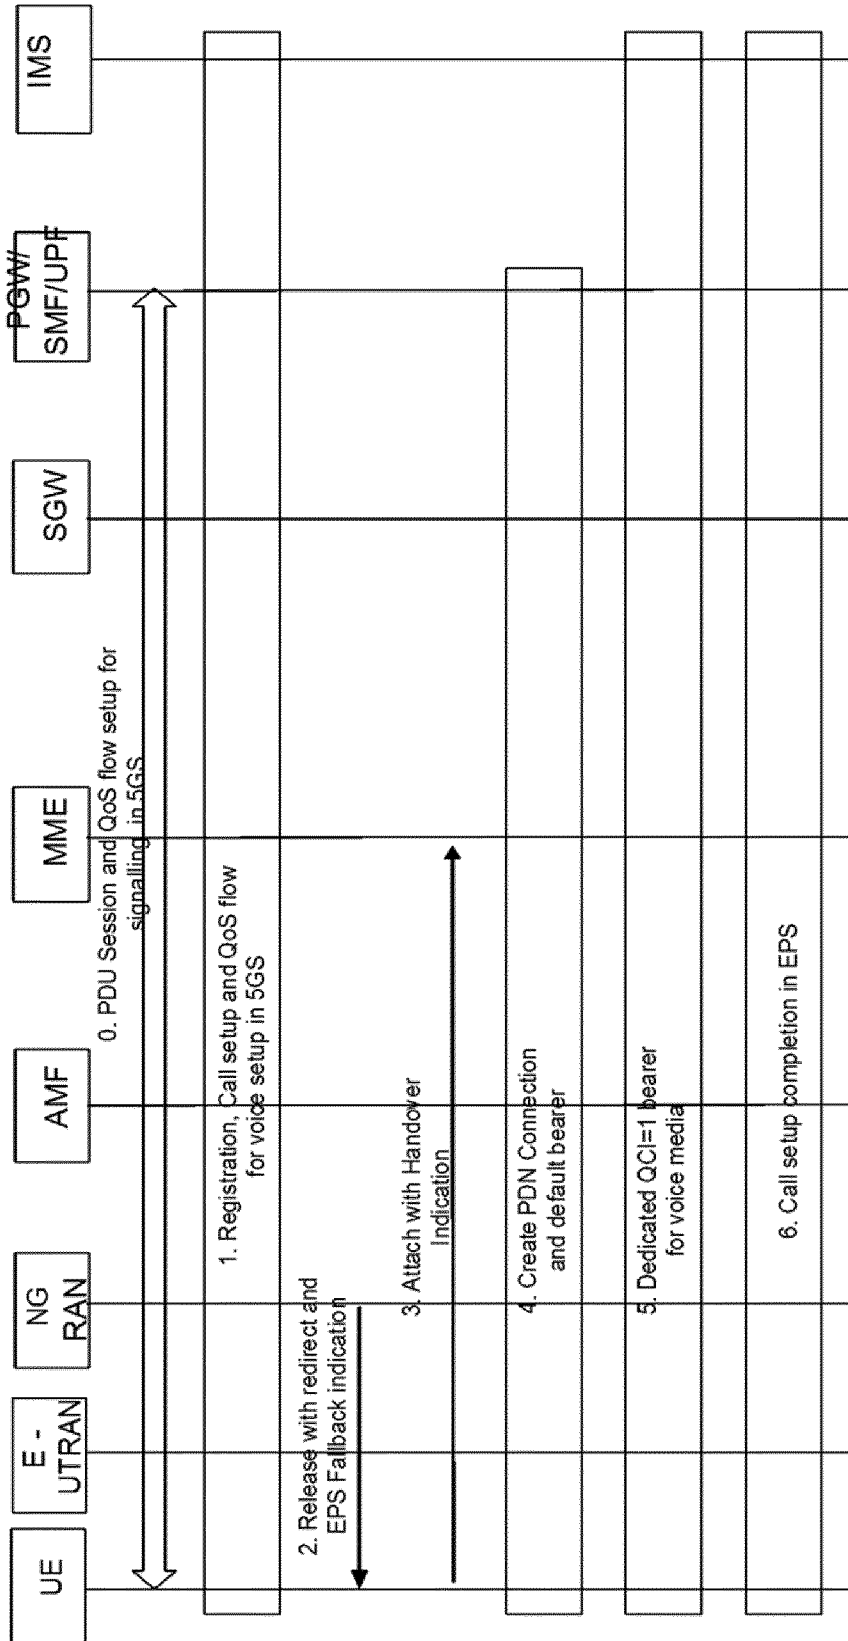 UE
E -
UTRAN
NG
RAN
AMF
MME
SGW
PGW/
SMF/UPF
IMS
0. PDU Session and QoS flow setup for
signalling in 5GS
1. Registration, Call setup and QoS flow
for voice setup in 5GS
2. Release with redirect and
EPS Fallback indication
3. Attach with Handover
Indication
4. Create PDN Connection
and default bearer
5. Dedicated QCI=1 bearer
for voice media
6. Call setup completion in EPS